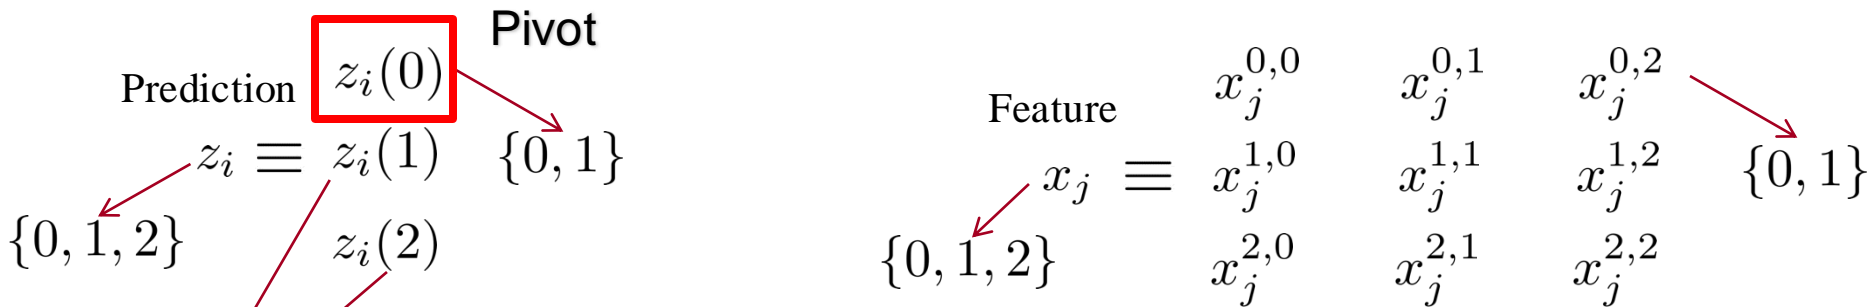 Pivot
Prediction z_i(0)
z_i ≡ z_i(1) {0, 1}
{0, 1, 2} z_i(2)
x_j^{0,0} x_j^{0,1} x_j^{0,2}
Feature
x_j ≡ x_j^{1,0} x_j^{1,1} x_j^{1,2} {0, 1}
{0, 1, 2} x_j^{2,0} x_j^{2,1} x_j^{2,2}